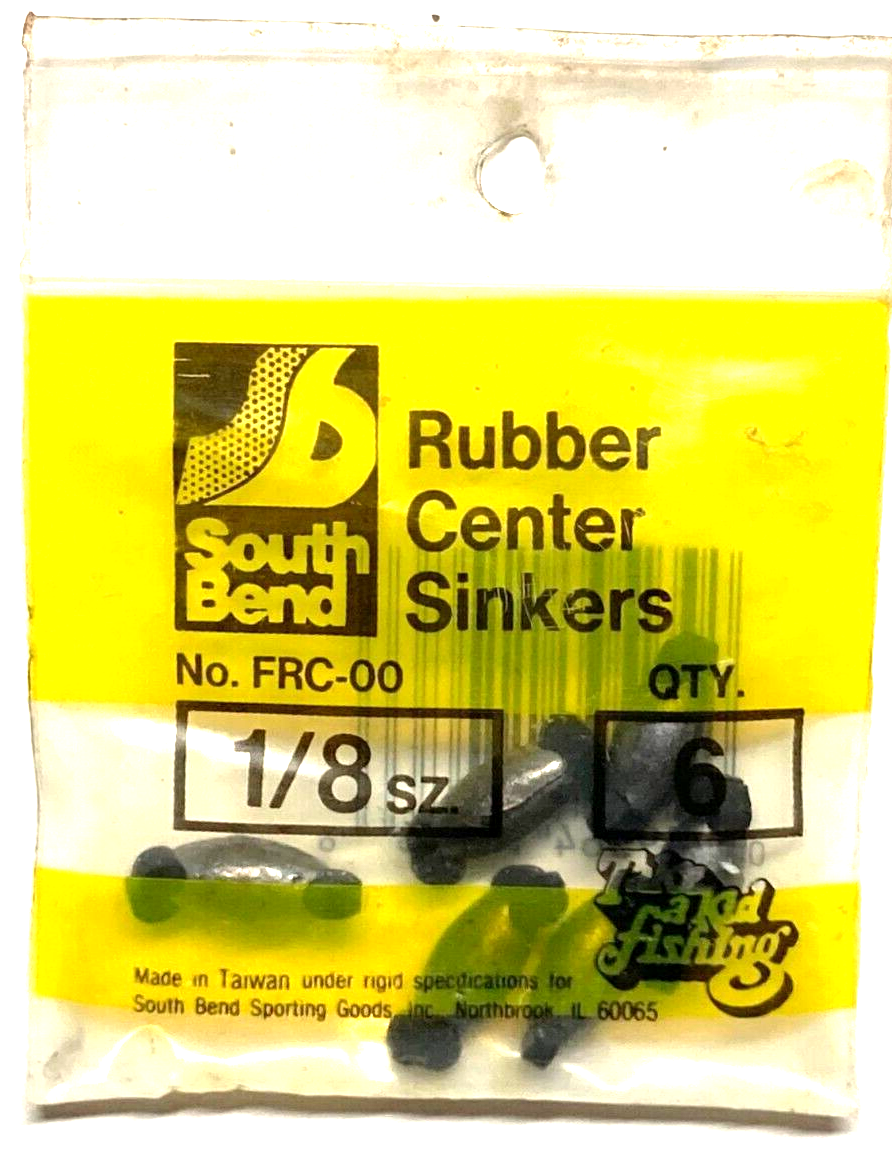 South
Bend
Rubber
Center
Sinkers
No. FRC-00
QTY.
1/8 SZ.
6
Take
a kid
fishing
Made in Taiwan under rigid specifications for
South Bend Sporting Goods, Inc., Northbrook, IL 60065